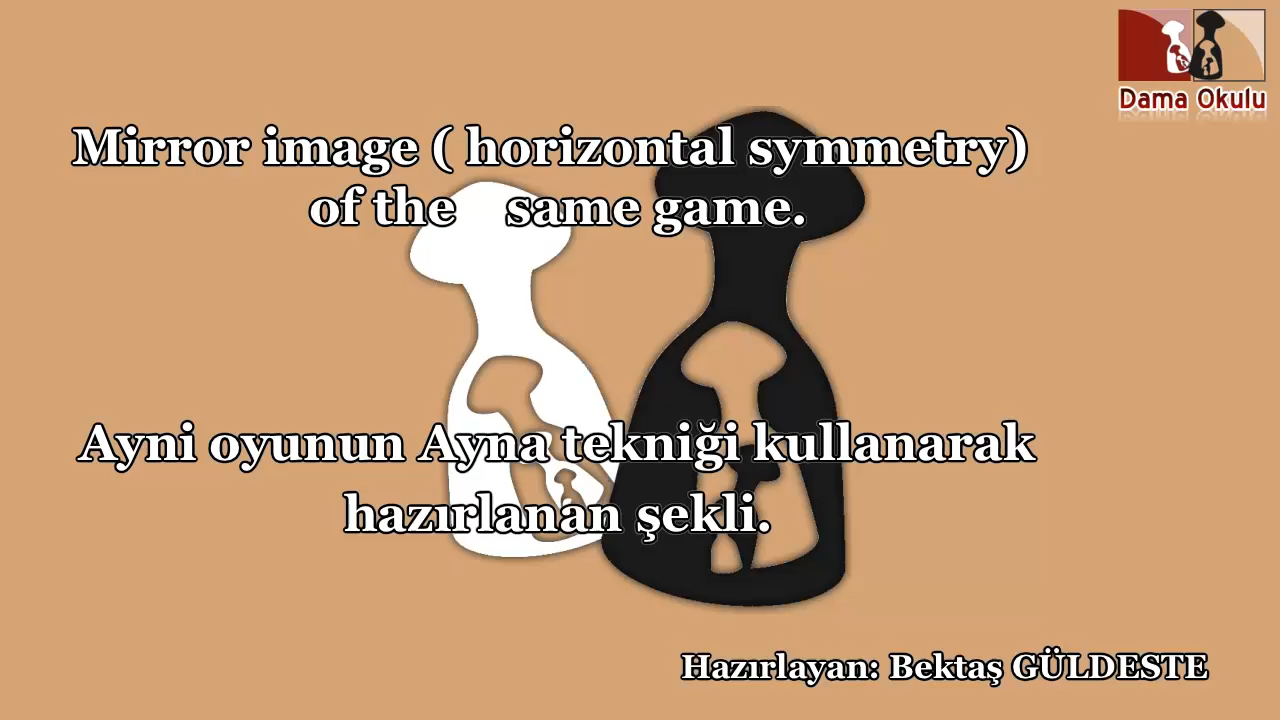 Dama Okulu
Mirror image ( horizontal symmetry)
of the same game.
Ayni oyunun Ayna tekniği kullanarak
hazırlanan şekli.
Hazırlayan: Bektaş GÜLDESTE